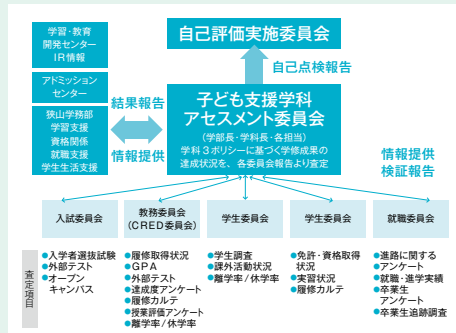 学習・教育
開発センター
IR情報
アドミッション
センター
狭山学務部
学習支援
資格関係
就職支援
学生生活支援
結果報告
情報提供
自己評価実施委員会
自己点検報告
子ども支援学科
アセスメント委員会
(学部長・学科長・各担当)
学科3ポリシーに基づく学修成果の
達成状況を、各委員会報告より査定
情報提供
検証報告
入試委員会
教務委員会
(CRED委員会)
学生委員会
学生委員会
就職委員会
査定項目
●入学者選抜試験
●外部テスト
●オープン
キャンパス
●履修取得状況
●GPA
●外部テスト
●達成度アンケート
●履修カルテ
●授業評価アンケート
●離学率/休学率
●学生調査
●課外活動状況
●離学率/休学率
●免許・資格取得
状況
●実習状況
●履修カルテ
●進路に関する
アンケート
●就職・進学実績
●卒業生
アンケート
●卒業生追跡調査